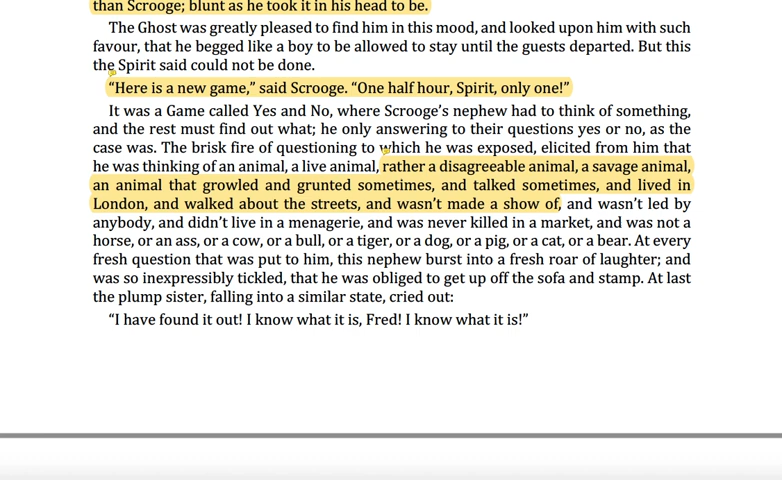 than Scrooge; blunt as he took it in his head to be.
The Ghost was greatly pleased to find him in this mood, and looked upon him with such
favour, that he begged like a boy to be allowed to stay until the guests departed. But this
the Spirit said could not be done.
“Here is a new game,” said Scrooge. “One half hour, Spirit, only one!”
It was a Game called Yes and No, where Scrooge’s nephew had to think of something,
and the rest must find out what; he only answering to their questions yes or no, as the
case was. The brisk fire of questioning to which he was exposed, elicited from him that
he was thinking of an animal, a live animal, rather a disagreeable animal, a savage animal,
an animal that growled and grunted sometimes, and talked sometimes, and lived in
London, and walked about the streets, and wasn’t made a show of, and wasn’t led by
anybody, and didn’t live in a menagerie, and was never killed in a market, and was not a
horse, or an ass, or a cow, or a bull, or a tiger, or a dog, or a pig, or a cat, or a bear. At every
fresh question that was put to him, this nephew burst into a fresh roar of laughter; and
was so inexpressibly tickled, that he was obliged to get up off the sofa and stamp. At last
the plump sister, falling into a similar state, cried out:
“I have found it out! I know what it is, Fred! I know what it is!”